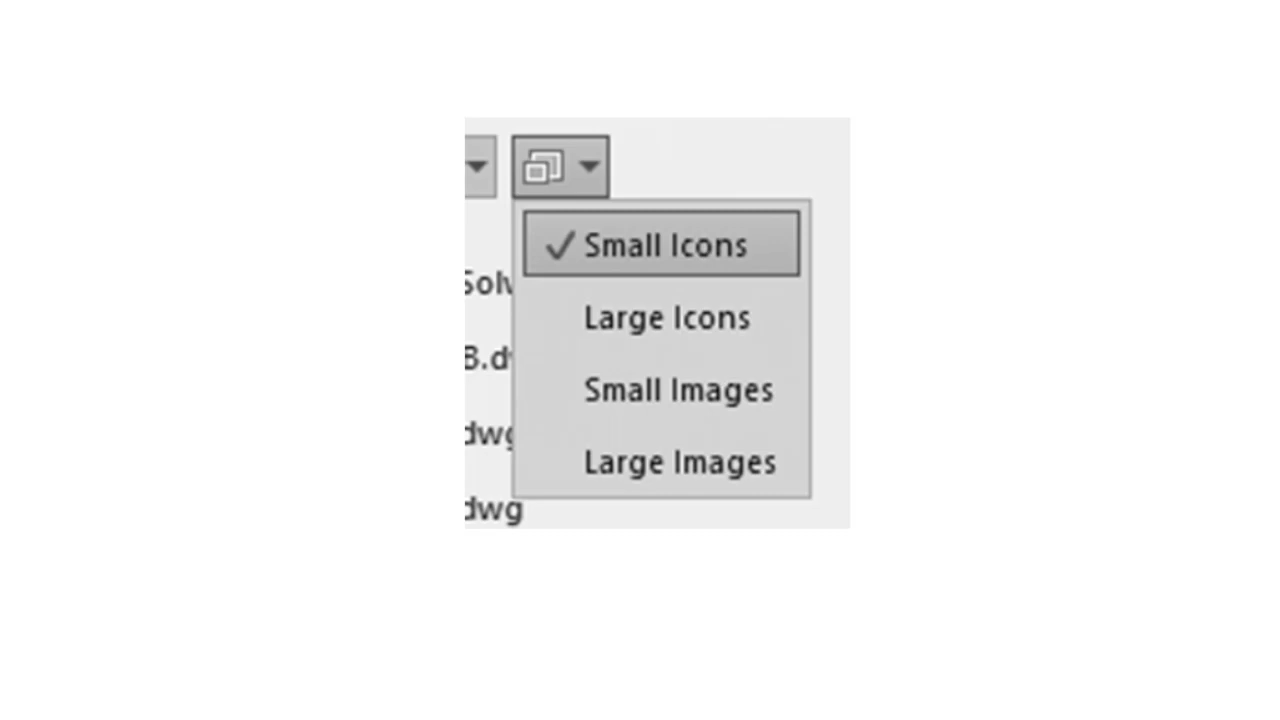 Small Icons
Large Icons
Small Images
Large Images
dwg